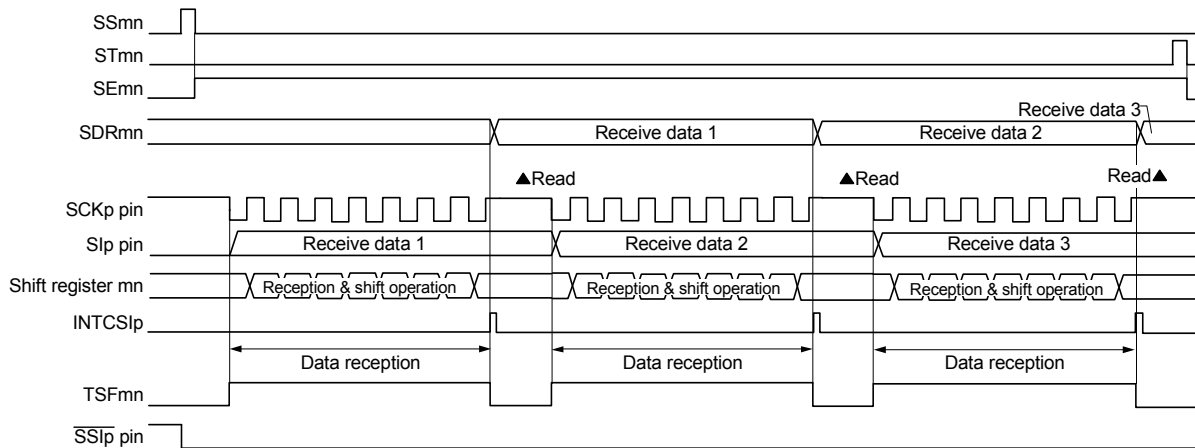 SSmn
STmn
SEmn
Receive data 3
SDRmn Receive data 1 Receive data 2
▲Read ▲Read Read▲
SCKp pin
SIp pin Receive data 1 Receive data 2 Receive data 3
Shift register mn Reception & shift operation Reception & shift operation Reception & shift operation
INTCSIp
Data reception Data reception Data reception
TSFmn
SSIp pin